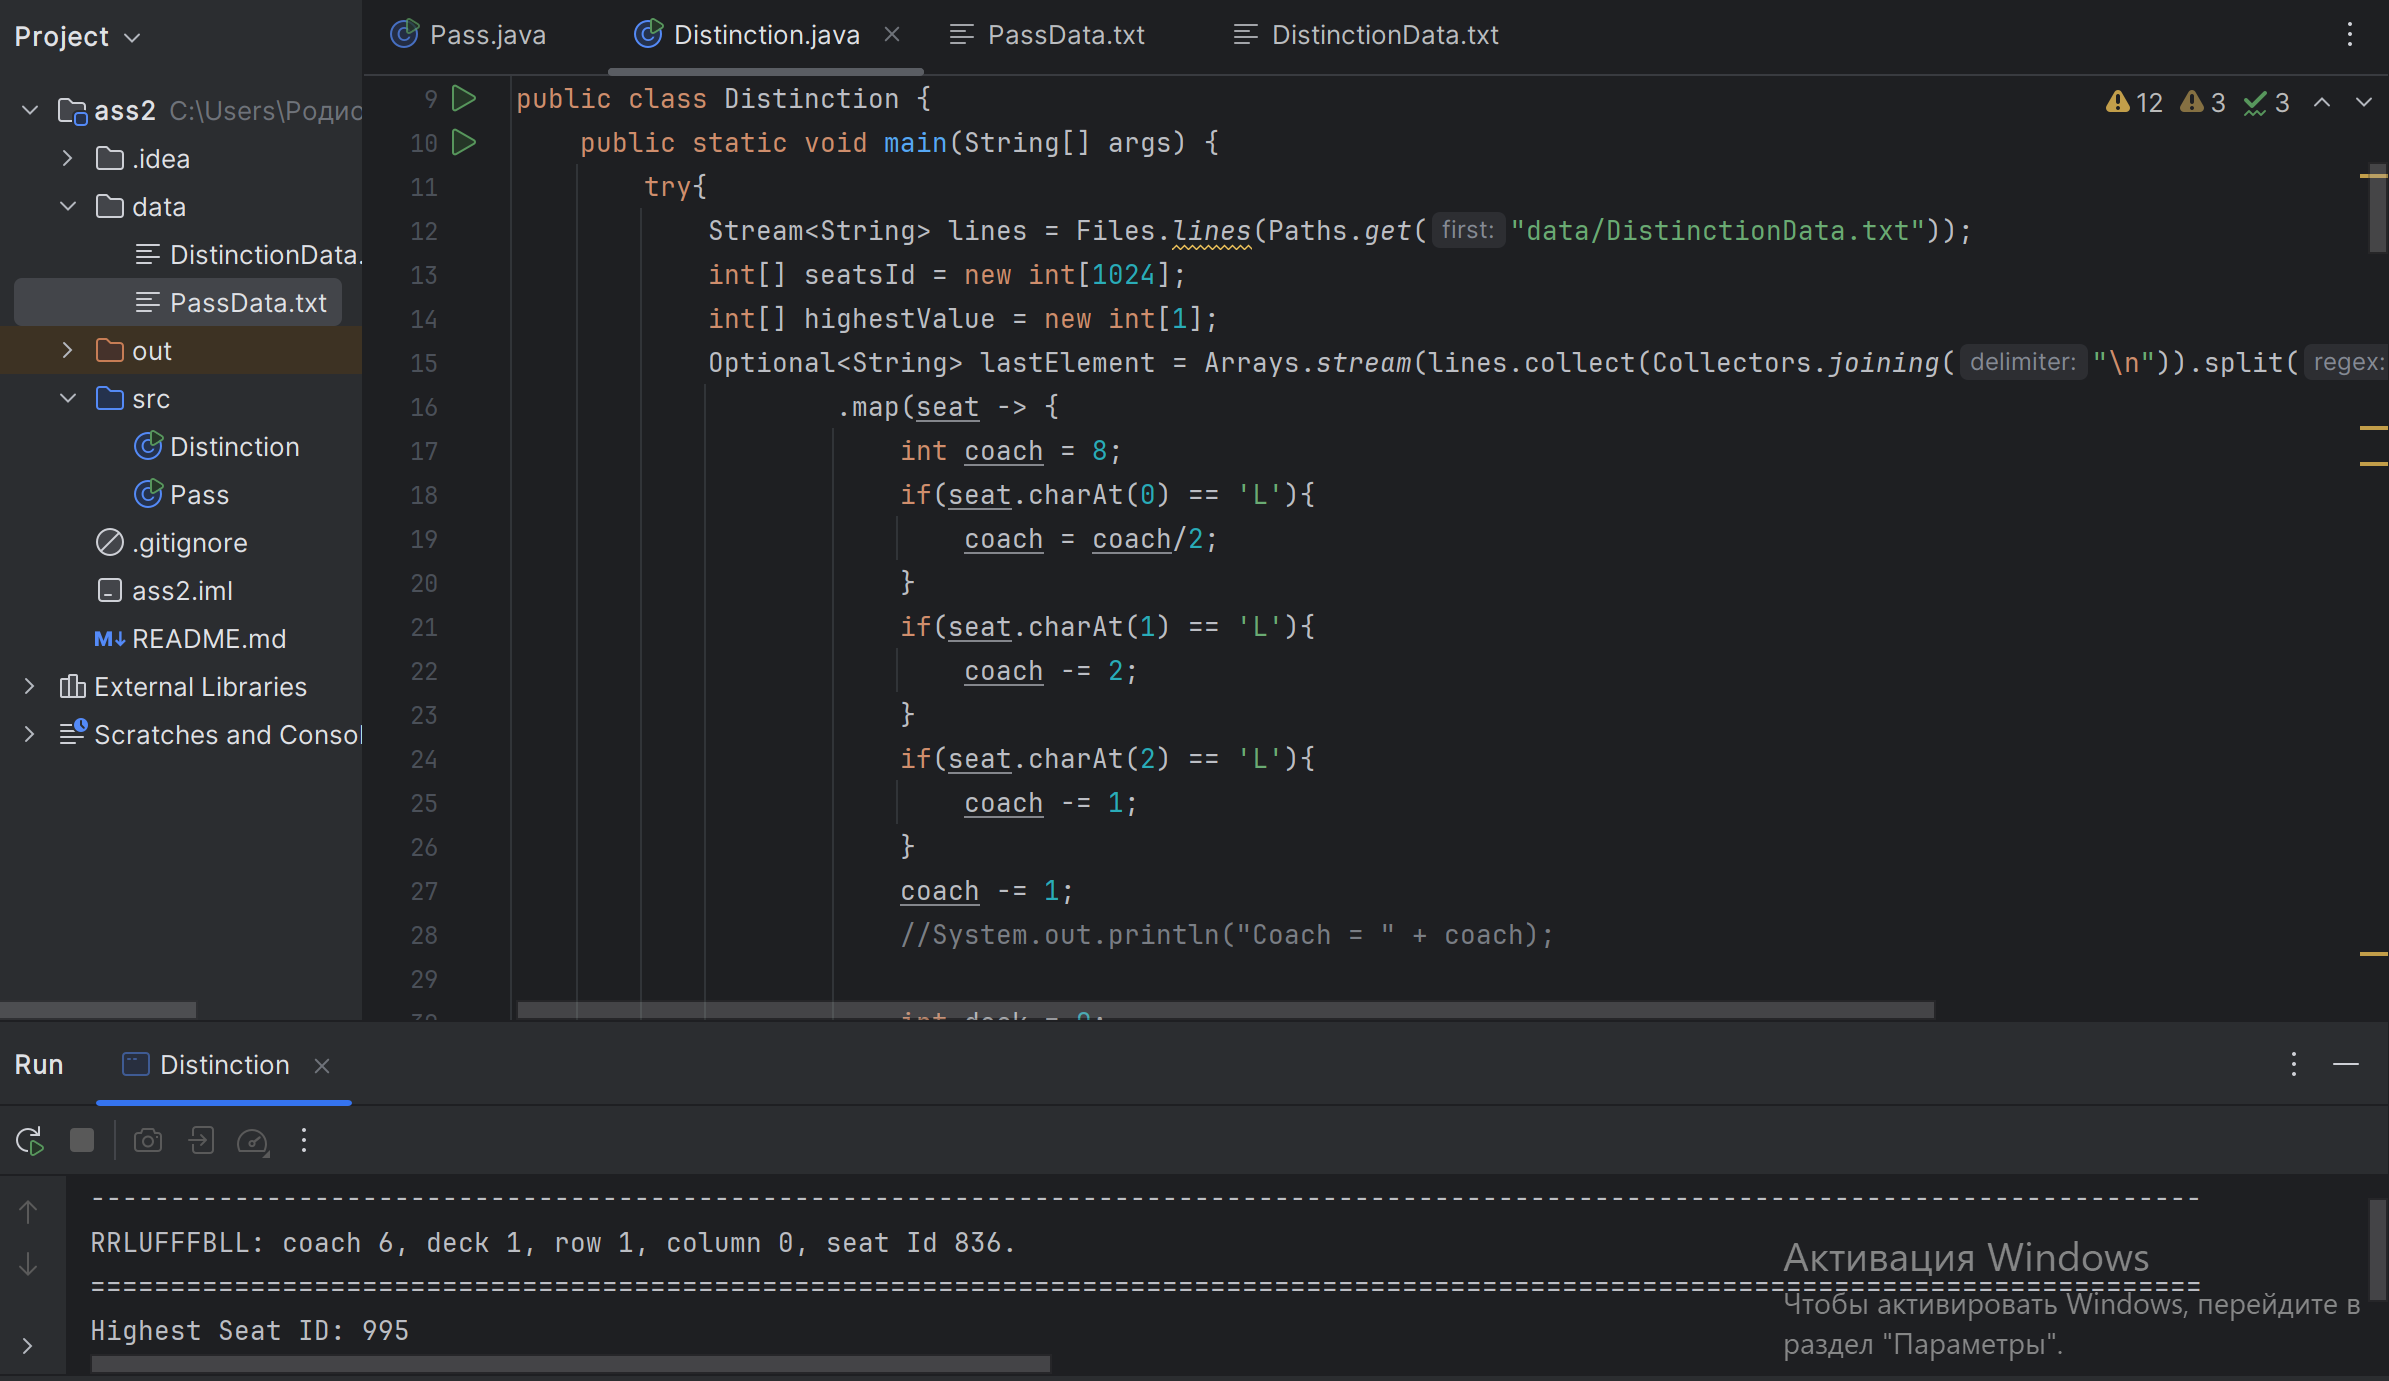 Project
Pass.java
Distinction.java
PassData.txt
DistinctionData.txt
ass2 C:\Users\Родис
.idea
data
DistinctionData.
PassData.txt
out
src
Distinction
Pass
.gitignore
ass2.iml
README.md
External Libraries
Scratches and Consol
12 3 3
9 public class Distinction {
10 public static void main(String[] args) {
11 try{
12 Stream<String> lines = Files.lines(Paths.get( first: "data/DistinctionData.txt"));
13 int[] seatsId = new int[1024];
14 int[] highestValue = new int[1];
15 Optional<String> lastElement = Arrays.stream(lines.collect(Collectors.joining( delimiter: "\n")).split( regex:
16 .map(seat -> {
17 int coach = 8;
18 if(seat.charAt(0) == 'L'){
19 coach = coach/2;
20 }
21 if(seat.charAt(1) == 'L'){
22 coach -= 2;
23 }
24 if(seat.charAt(2) == 'L'){
25 coach -= 1;
26 }
27 coach -= 1;
28 //System.out.println("Coach = " + coach);
29
Run
Distinction
------------------------------------------------------------------------------------------------------------------------------------
RRLUFFFBLL: coach 6, deck 1, row 1, column 0, seat Id 836.
====================================================================================================================================
Highest Seat ID: 995
Активация Windows
Чтобы активировать Windows, перейдите в
раздел "Параметры".